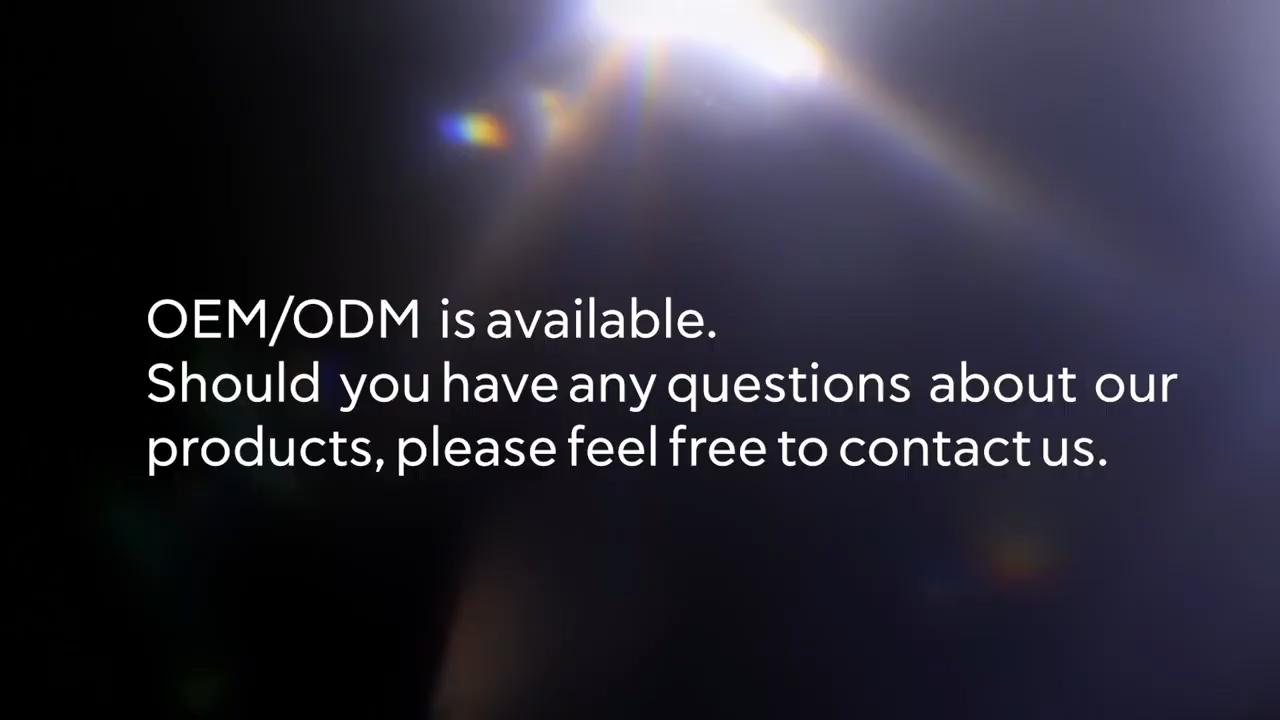 OEM/ODM is available.
Should you have any questions about our
products, please feel free to contact us.